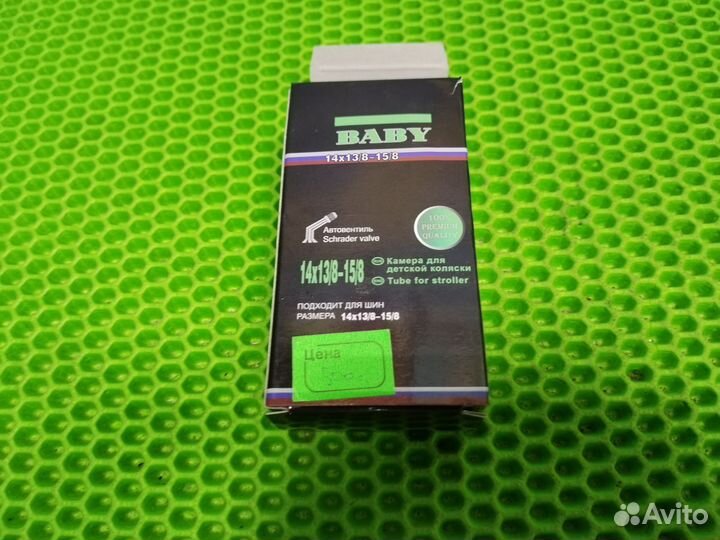 BABY
14x13/8-15/8
Автовентиль
Schrader valve
100%
PREMIUM
QUALITY
14x13/8-15/8
Камера для
детской коляски
Tube for stroller
ПОДХОДИТ ДЛЯ ШИН
РАЗМЕРА 14x13/8-15/8
Цена
Avito